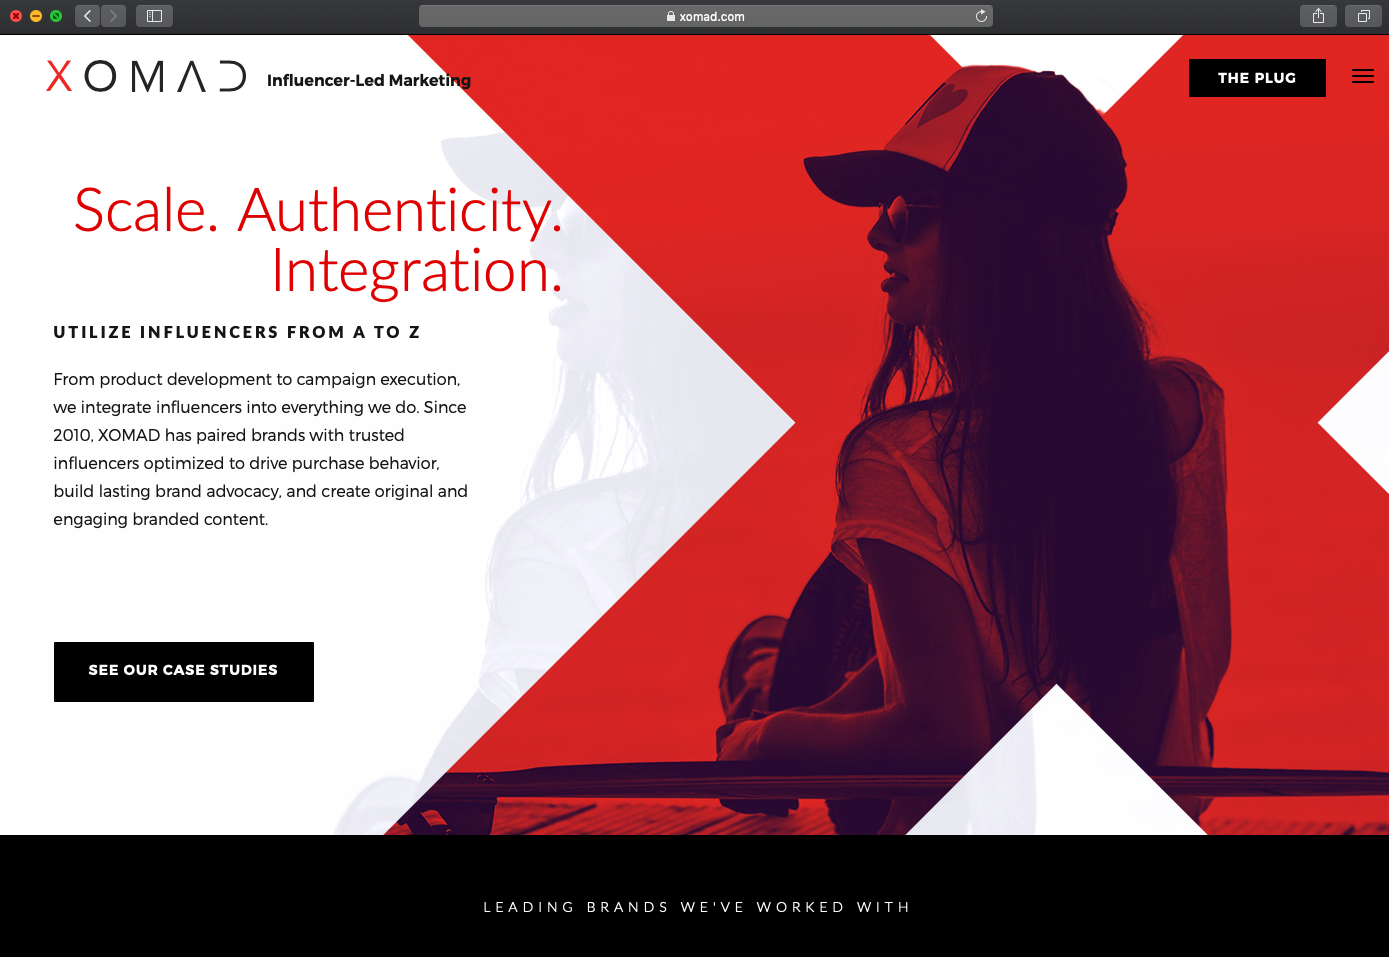 xomad.com
XOMAD Influencer-Led Marketing
THE PLUG
Scale. Authenticity.
Integration.
UTILIZE INFLUENCERS FROM A TO Z
From product development to campaign execution,
we integrate influencers into everything we do. Since
2010, XOMAD has paired brands with trusted
influencers optimized to drive purchase behavior,
build lasting brand advocacy, and create original and
engaging branded content.
SEE OUR CASE STUDIES
LEADING BRANDS WE'VE WORKED WITH